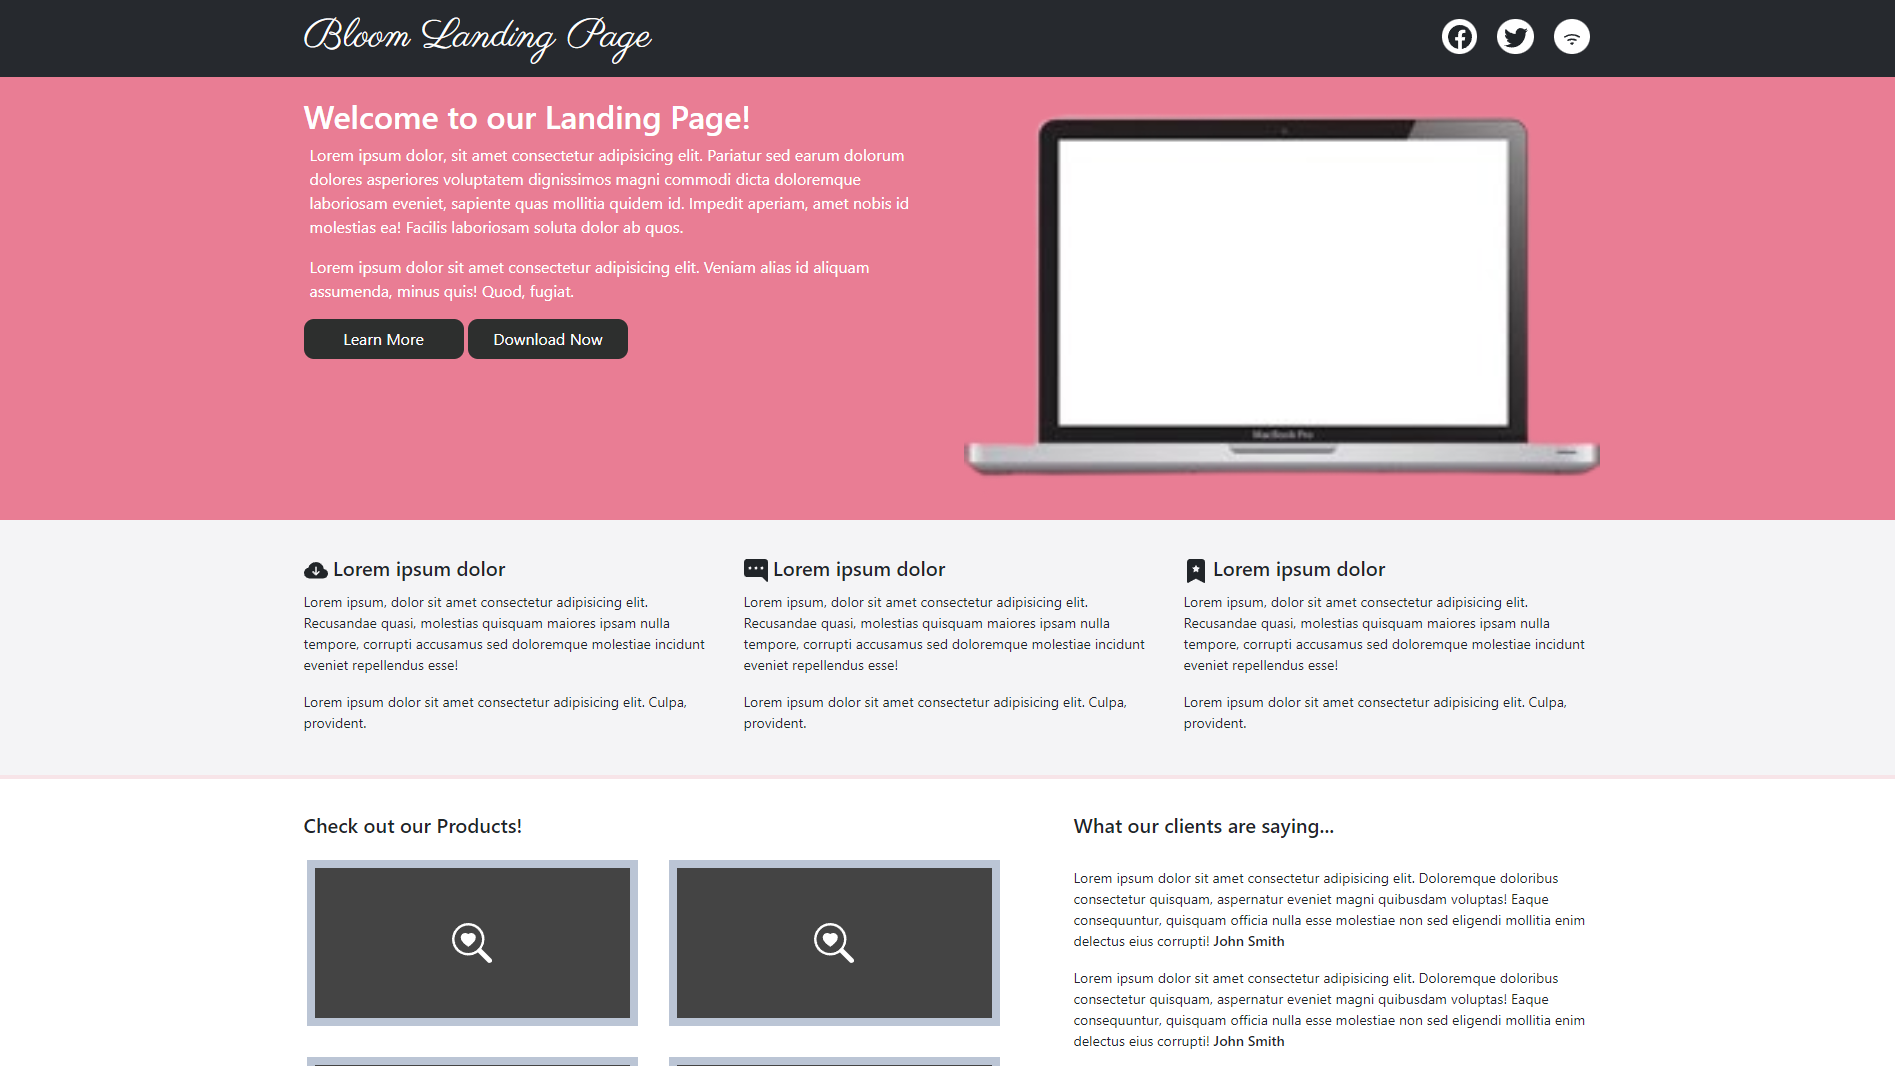 Bloom Landing Page
Welcome to our Landing Page!
Lorem ipsum dolor, sit amet consectetur adipisicing elit. Pariatur sed earum dolorum
dolores asperiores voluptatem dignissimos magni commodi dicta doloremque
laboriosam eveniet, sapiente quas mollitia quidem id. Impedit aperiam, amet nobis id
molestias ea! Facilis laboriosam soluta dolor ab quos.
Lorem ipsum dolor sit amet consectetur adipisicing elit. Veniam alias id aliquam
assumenda, minus quis! Quod, fugiat.
Learn More
Download Now
MacBook Pro
Lorem ipsum dolor
Lorem ipsum, dolor sit amet consectetur adipisicing elit.
Recusandae quasi, molestias quisquam maiores ipsam nulla
tempore, corrupti accusamus sed doloremque molestiae incidunt
eveniet repellendus esse!
Lorem ipsum dolor sit amet consectetur adipisicing elit. Culpa,
provident.
Lorem ipsum dolor
Lorem ipsum, dolor sit amet consectetur adipisicing elit.
Recusandae quasi, molestias quisquam maiores ipsam nulla
tempore, corrupti accusamus sed doloremque molestiae incidunt
eveniet repellendus esse!
Lorem ipsum dolor sit amet consectetur adipisicing elit. Culpa,
provident.
Lorem ipsum dolor
Lorem ipsum, dolor sit amet consectetur adipisicing elit.
Recusandae quasi, molestias quisquam maiores ipsam nulla
tempore, corrupti accusamus sed doloremque molestiae incidunt
eveniet repellendus esse!
Lorem ipsum dolor sit amet consectetur adipisicing elit. Culpa,
provident.
Check out our Products!
What our clients are saying...
Lorem ipsum dolor sit amet consectetur adipisicing elit. Doloremque doloribus
consectetur quisquam, aspernatur eveniet magni quibusdam voluptas! Eaque
consequuntur, quisquam officia nulla esse molestiae non sed eligendi mollitia enim
delectus eius corrupti! John Smith
Lorem ipsum dolor sit amet consectetur adipisicing elit. Doloremque doloribus
consectetur quisquam, aspernatur eveniet magni quibusdam voluptas! Eaque
consequuntur, quisquam officia nulla esse molestiae non sed eligendi mollitia enim
delectus eius corrupti! John Smith